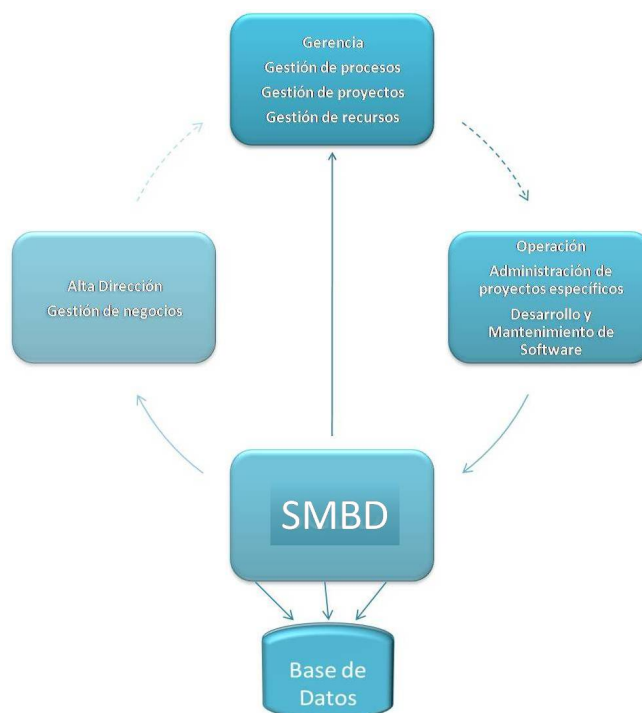 Gerencia
Gestión de procesos
Gestión de proyectos
Gestión de recursos
Alta Dirección
Gestión de negocios
Operación
Administración de
proyectos específicos
Desarrollo y
Mantenimiento de
Software
SMBD
Base de
Datos